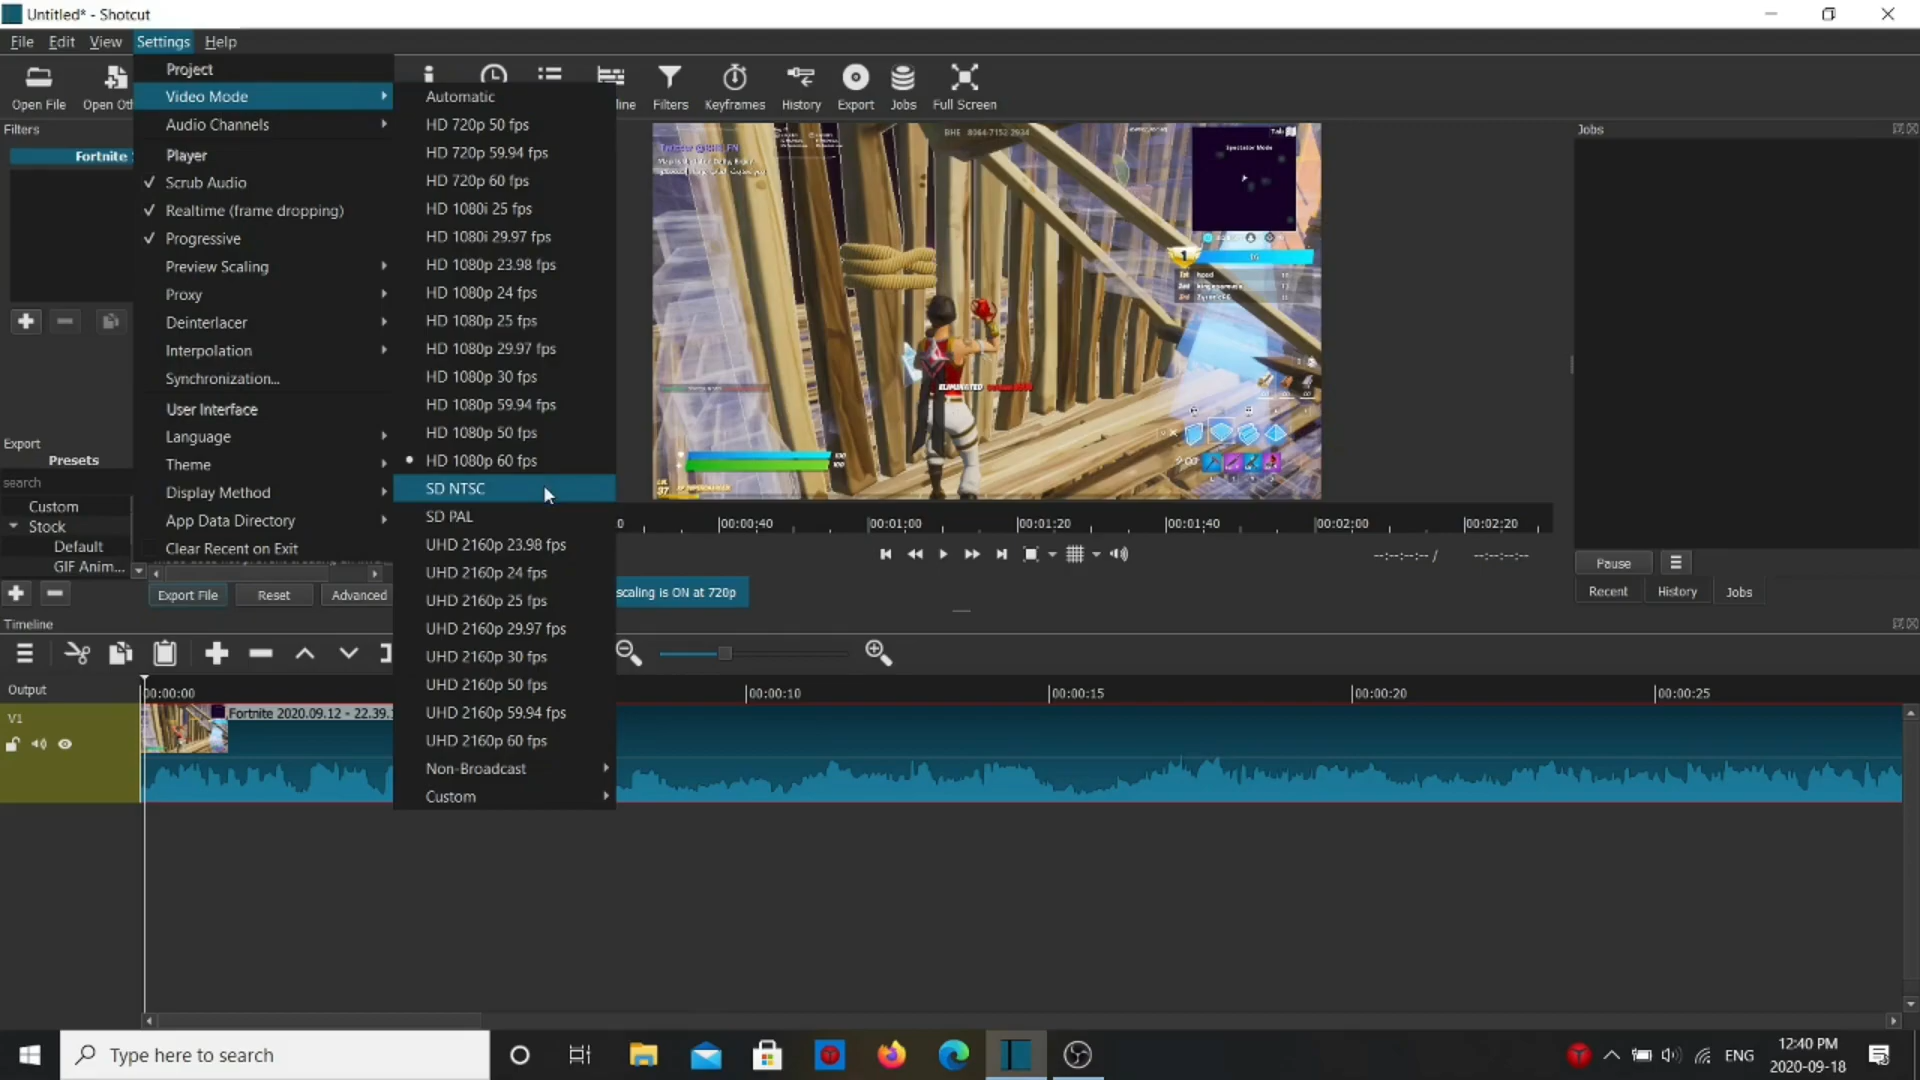 Untitled* - Shotcut
File Edit View Settings Help
Open File
Open Oth
Filters
Keyframes
History
Export
Jobs
Full Screen
Filters
Fortnite
Project
Video Mode
Audio Channels
Player
Scrub Audio
Realtime (frame dropping)
Progressive
Preview Scaling
Proxy
Deinterlacer
Interpolation
Synchronization...
User Interface
Language
Theme
Display Method
App Data Directory
Clear Recent on Exit
Automatic
HD 720p 50 fps
HD 720p 59.94 fps
HD 720p 60 fps
HD 1080i 25 fps
HD 1080i 29.97 fps
HD 1080p 23.98 fps
HD 1080p 24 fps
HD 1080p 25 fps
HD 1080p 29.97 fps
HD 1080p 30 fps
HD 1080p 59.94 fps
HD 1080p 50 fps
HD 1080p 60 fps
SD NTSC
SD PAL
UHD 2160p 23.98 fps
UHD 2160p 24 fps
UHD 2160p 25 fps
UHD 2160p 29.97 fps
UHD 2160p 30 fps
UHD 2160p 50 fps
UHD 2160p 59.94 fps
UHD 2160p 60 fps
Non-Broadcast
Custom
Spectator Mode
ELIMINATED
100
100
37
Export
Presets
search
Custom
Stock
Default
GIF Anim...
Export File
Reset
Advanced
00:00:40
00:01:00
00:01:20
00:01:40
00:02:00
00:02:20
--:--:--:-- /
--:--:--:--
scaling is ON at 720p
Jobs
Pause
Recent
History
Jobs
Timeline
Output
00:00:00
00:00:10
00:00:15
00:00:20
00:00:25
V1
Fortnite 2020.09.12 - 22.39.1
Type here to search
ENG
12:40 PM
2020-09-18